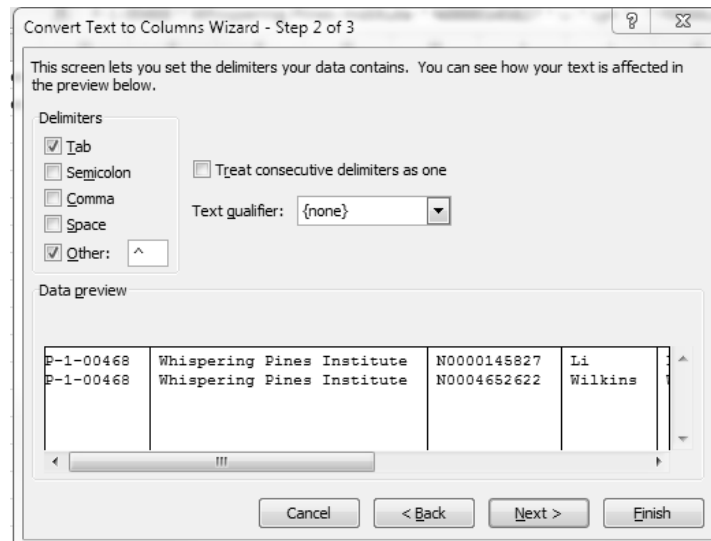 Convert Text to Columns Wizard - Step 2 of 3
This screen lets you set the delimiters your data contains. You can see how your text is affected in
the preview below.
Delimiters
Tab
Semicolon
Comma
Space
Other: ^
Treat consecutive delimiters as one
Text qualifier: {none}
Data preview
P-1-00468 Whispering Pines Institute N0000145827 Li
P-1-00468 Whispering Pines Institute N0004652622 Wilkins
Cancel < Back Next > Finish